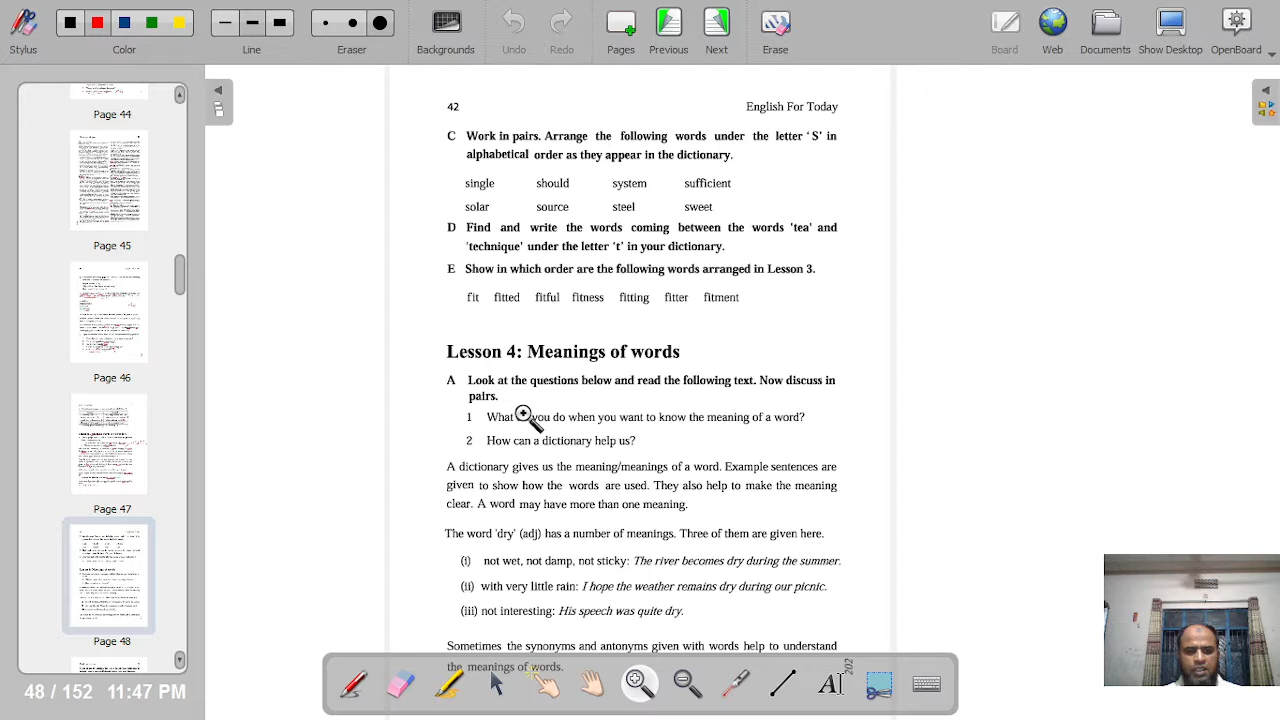 Stylus
Color
Line
Eraser
Backgrounds
Undo
Redo
Pages
Previous
Next
Erase
Board
Web
Documents
Show Desktop
OpenBoard
Page 44
Page 45
Page 46
Page 47
Page 48
48 / 152 11:47 PM
42 English For Today
C Work in pairs. Arrange the following words under the letter ‘S’ in
alphabetical order as they appear in the dictionary.
single should system sufficient
solar source steel sweet
D Find and write the words coming between the words 'tea' and
'technique' under the letter ‘t’ in your dictionary.
E Show in which order are the following words arranged in Lesson 3.
fit fitted fitful fitness fitting fitter fitment
Lesson 4: Meanings of words
A Look at the questions below and read the following text. Now discuss in
pairs.
1 What you do when you want to know the meaning of a word?
2 How can a dictionary help us?
A dictionary gives us the meaning/meanings of a word. Example sentences are
given to show how the words are used. They also help to make the meaning
clear. A word may have more than one meaning.
The word 'dry' (adj) has a number of meanings. Three of them are given here.
(i) not wet, not damp, not sticky: The river becomes dry during the summer.
(ii) with very little rain: I hope the weather remains dry during our picnic.
(iii) not interesting: His speech was quite dry.
Sometimes the synonyms and antonyms given with words help to understand
the meanings of words.